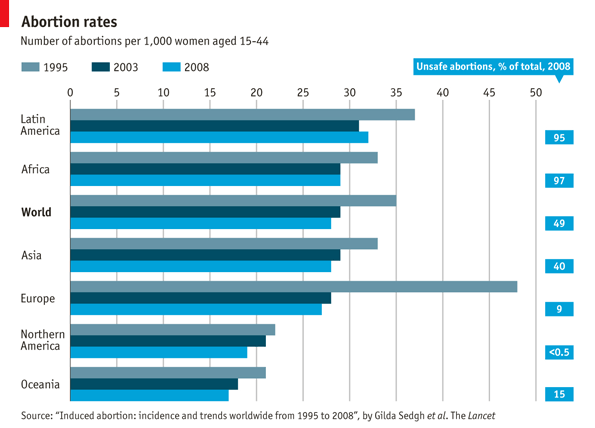 Abortion rates
Number of abortions per 1,000 women aged 15-44
1995 2003 2008 Unsafe abortions, % of total, 2008
0 5 10 15 20 25 30 35 40 45 50
Latin
America 95
Africa 97
World 49
Asia 40
Europe 9
Northern
America <0.5
Oceania 15
Source: “Induced abortion: incidence and trends worldwide from 1995 to 2008”, by Gilda Sedgh et al. The Lancet